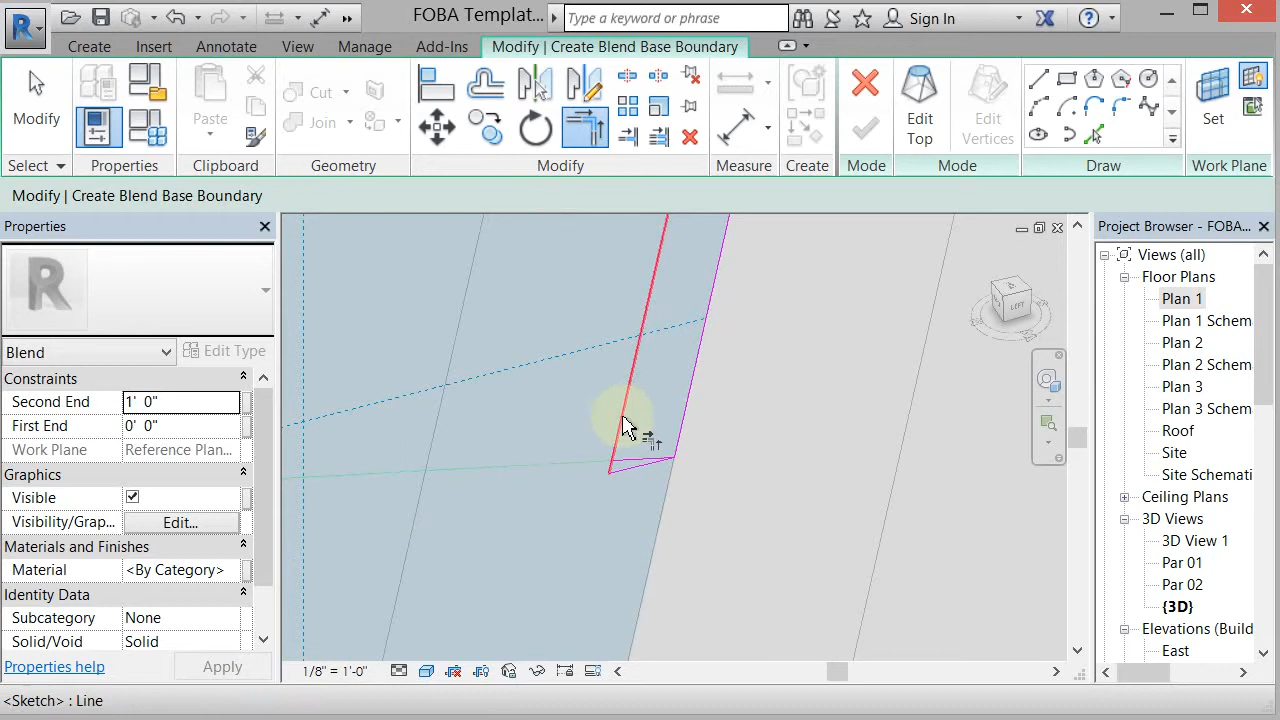 R
FOBA Templat...
Type a keyword or phrase
Sign In
Create
Insert
Annotate
View
Manage
Add-Ins
Modify | Create Blend Base Boundary
Modify
Paste
Cut
Join
Edit Top
Edit Vertices
Set
Select
Properties
Clipboard
Geometry
Modify
Measure
Create
Mode
Mode
Draw
Work Plane
Modify | Create Blend Base Boundary
Properties
R
Blend
Edit Type
Constraints
Second End
1' 0"
First End
0' 0"
Work Plane
Reference Plan...
Graphics
Visible
Visibility/Grap...
Edit...
Materials and Finishes
Material
<By Category>
Identity Data
Subcategory
None
Solid/Void
Solid
Properties help
Apply
LEFT
1/8" = 1'-0"
Project Browser - FOBA...
Views (all)
Floor Plans
Plan 1
Plan 1 Schem
Plan 2
Plan 2 Schem
Plan 3
Plan 3 Schem
Roof
Site
Site Schemati
Ceiling Plans
3D Views
3D View 1
Par 01
Par 02
{3D}
Elevations (Build
East
<Sketch> : Line